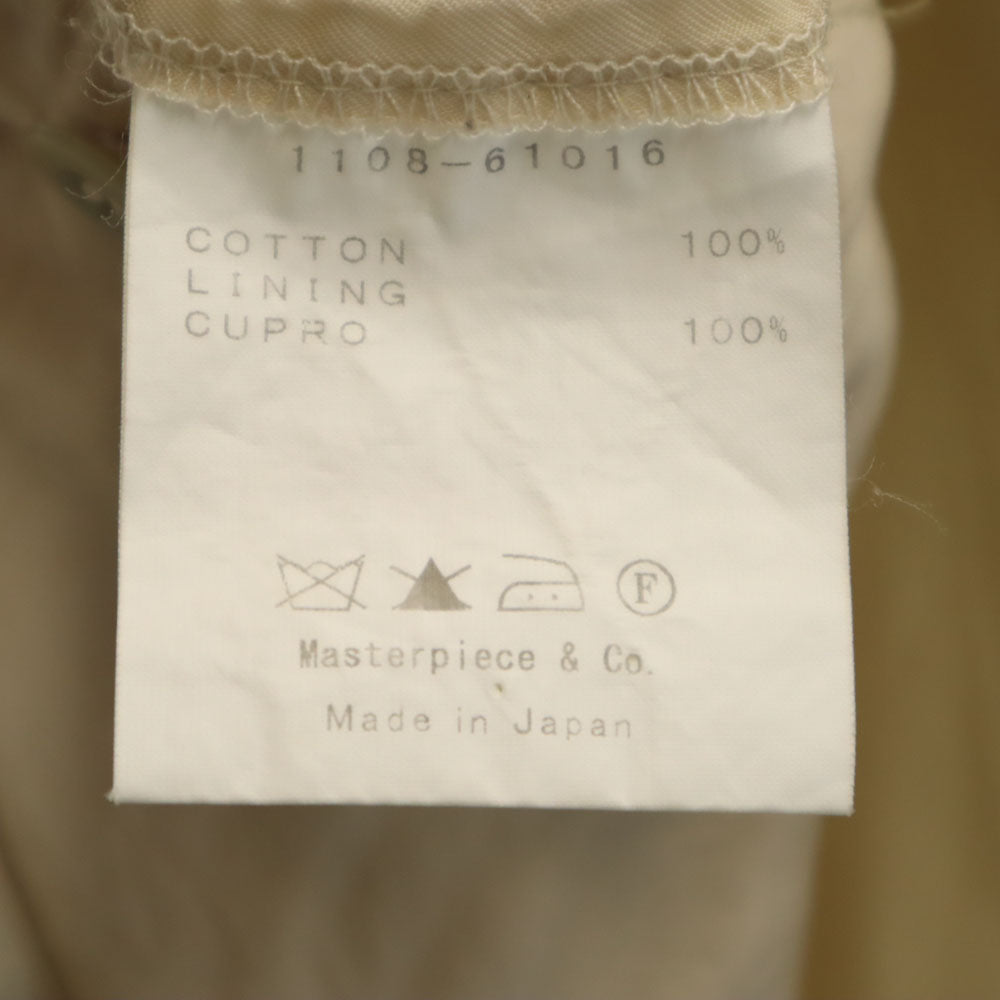 1108-61016
COTTON 100%
LINING
CUPRO 100%
F
Masterpiece & Co.
Made in Japan